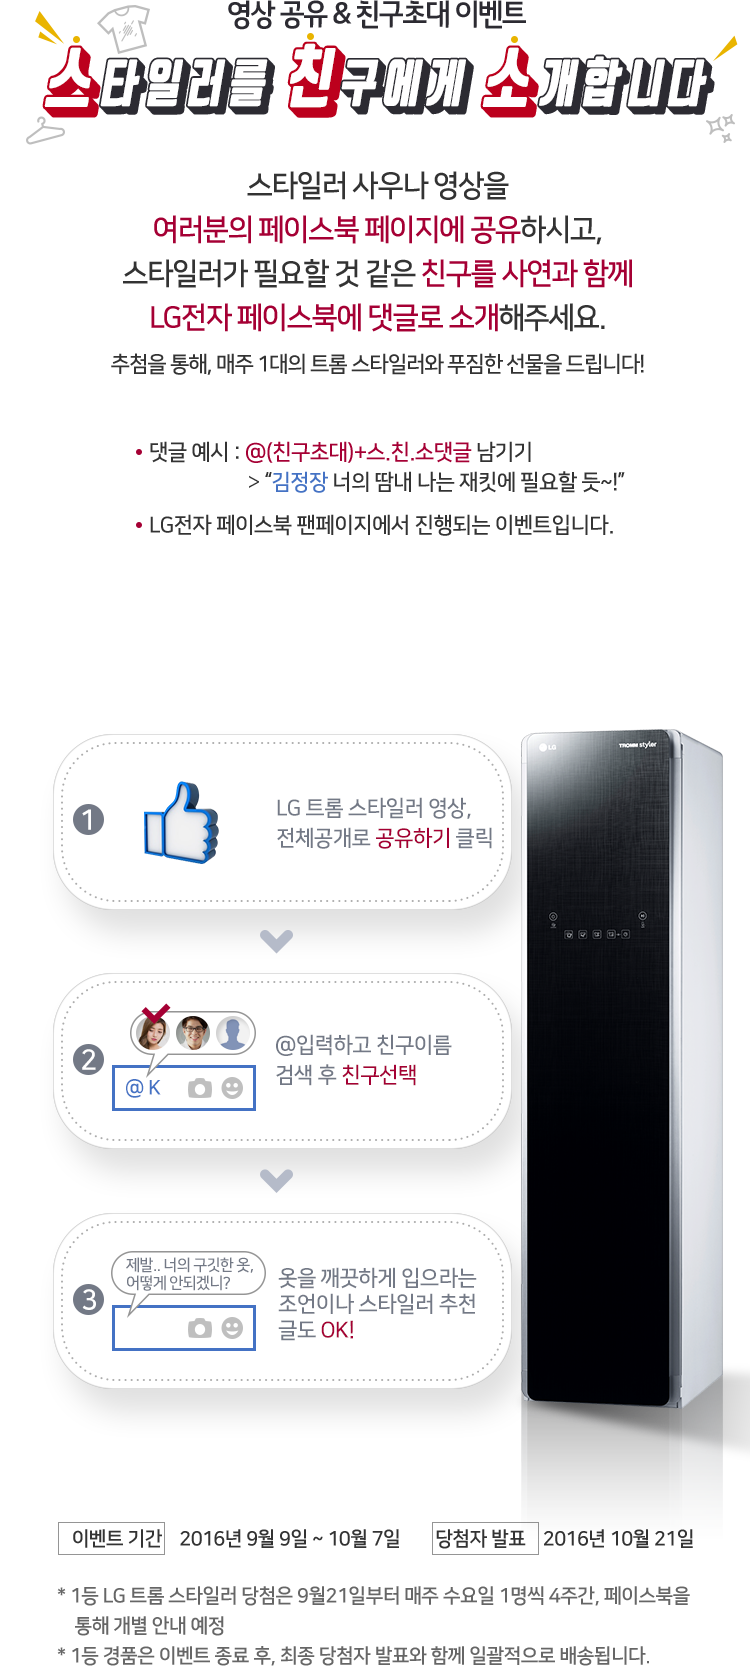 영상 공유 & 친구초대 이벤트
스타일러를 친구에게 소개합니다
스타일러 사우나 영상을
여러분의 페이스북 페이지에 공유하시고,
스타일러가 필요할 것 같은 친구를 사연과 함께
LG전자 페이스북에 댓글로 소개해주세요.
추첨을 통해, 매주 1대의 트롬 스타일러와 푸짐한 선물을 드립니다!
• 댓글 예시 : @(친구초대)+스.친.소댓글 남기기
> “김정장 너의 땀내 나는 재킷에 필요할 듯~!”
• LG전자 페이스북 팬페이지에서 진행되는 이벤트입니다.
LG
TROMM styler
1
LG 트롬 스타일러 영상,
전체공개로 공유하기 클릭
2
@ K
@입력하고 친구이름
검색 후 친구선택
3
제발.. 너의 구깃한 옷,
어떻게 안되겠니?
옷을 깨끗하게 입으라는
조언이나 스타일러 추천
글도 OK!
이벤트 기간 2016년 9월 9일 ~ 10월 7일 당첨자 발표 2016년 10월 21일
* 1등 LG 트롬 스타일러 당첨은 9월21일부터 매주 수요일 1명씩 4주간, 페이스북을
통해 개별 안내 예정
* 1등 경품은 이벤트 종료 후, 최종 당첨자 발표와 함께 일괄적으로 배송됩니다.